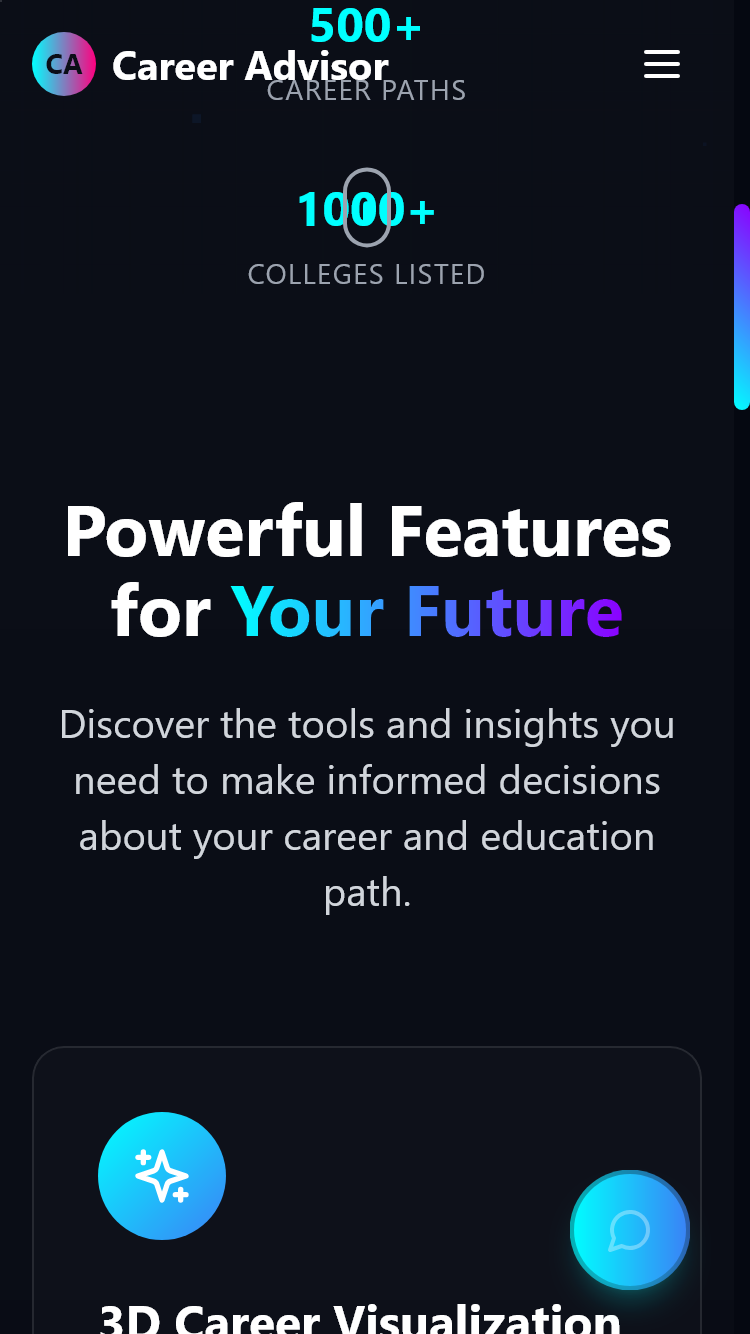 500+
CA
Career Advisor
CAREER PATHS
1000+
COLLEGES LISTED
Powerful Features
for Your Future
Discover the tools and insights you
need to make informed decisions
about your career and education
path.
3D Career Visualization